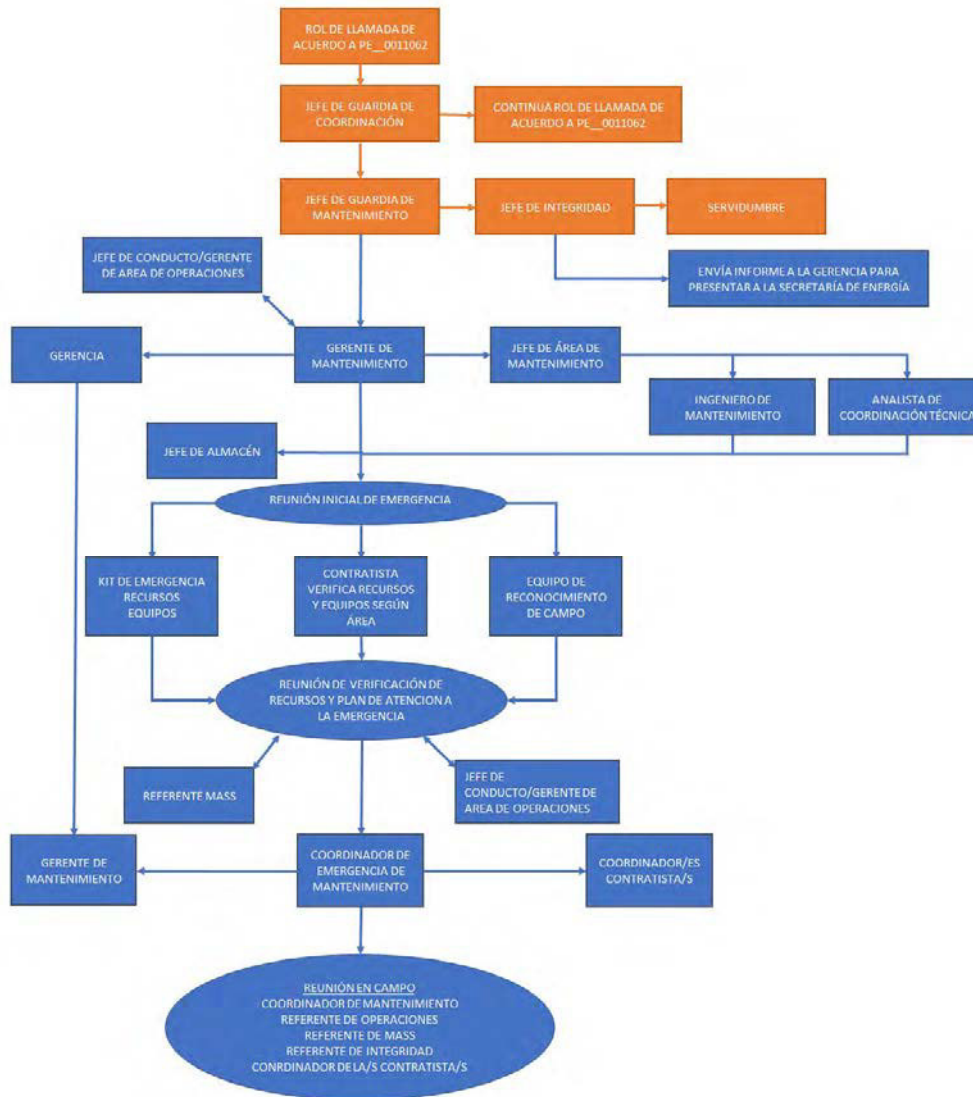 ROL DE LLAMADA DE
ACUERDO A PE__0011062
JEFE DE GUARDIA DE
COORDINACIÓN
CONTINUA ROL DE LLAMADA DE
ACUERDO A PE__0011062
JEFE DE GUARDIA DE
MANTENIMIENTO
JEFE DE INTEGRIDAD
SERVIDUMBRE
JEFE DE CONDUCTO/GERENTE
DE AREA DE OPERACIONES
ENVÍA INFORME A LA GERENCIA PARA
PRESENTAR A LA SECRETARÍA DE ENERGÍA
GERENCIA
GERENTE DE
MANTENIMIENTO
JEFE DE ÁREA DE
MANTENIMIENTO
INGENIERO DE
MANTENIMIENTO
ANALISTA DE
COORDINACIÓN TÉCNICA
JEFE DE ALMACÉN
REUNIÓN INICIAL DE EMERGENCIA
KIT DE EMERGENCIA
RECURSOS
EQUIPOS
CONTRATISTA
VERIFICA RECURSOS
Y EQUIPOS SEGÚN
ÁREA
EQUIPO DE
RECONOCIMIENTO
DE CAMPO
REUNIÓN DE VERIFICACIÓN DE
RECURSOS Y PLAN DE ATENCION A
LA EMERGENCIA
REFERENTE MASS
JEFE DE
CONDUCTO/GERENTE DE
AREA DE OPERACIONES
GERENTE DE
MANTENIMIENTO
COORDINADOR DE
EMERGENCIA DE
MANTENIMIENTO
COORDINADOR/ES
CONTRATISTA/S
REUNIÓN EN CAMPO
COORDINADOR DE MANTENIMIENTO
REFERENTE DE OPERACIONES
REFERENTE DE MASS
REFERENTE DE INTEGRIDAD
CONRDINADOR DE LA/S CONTRATISTA/S